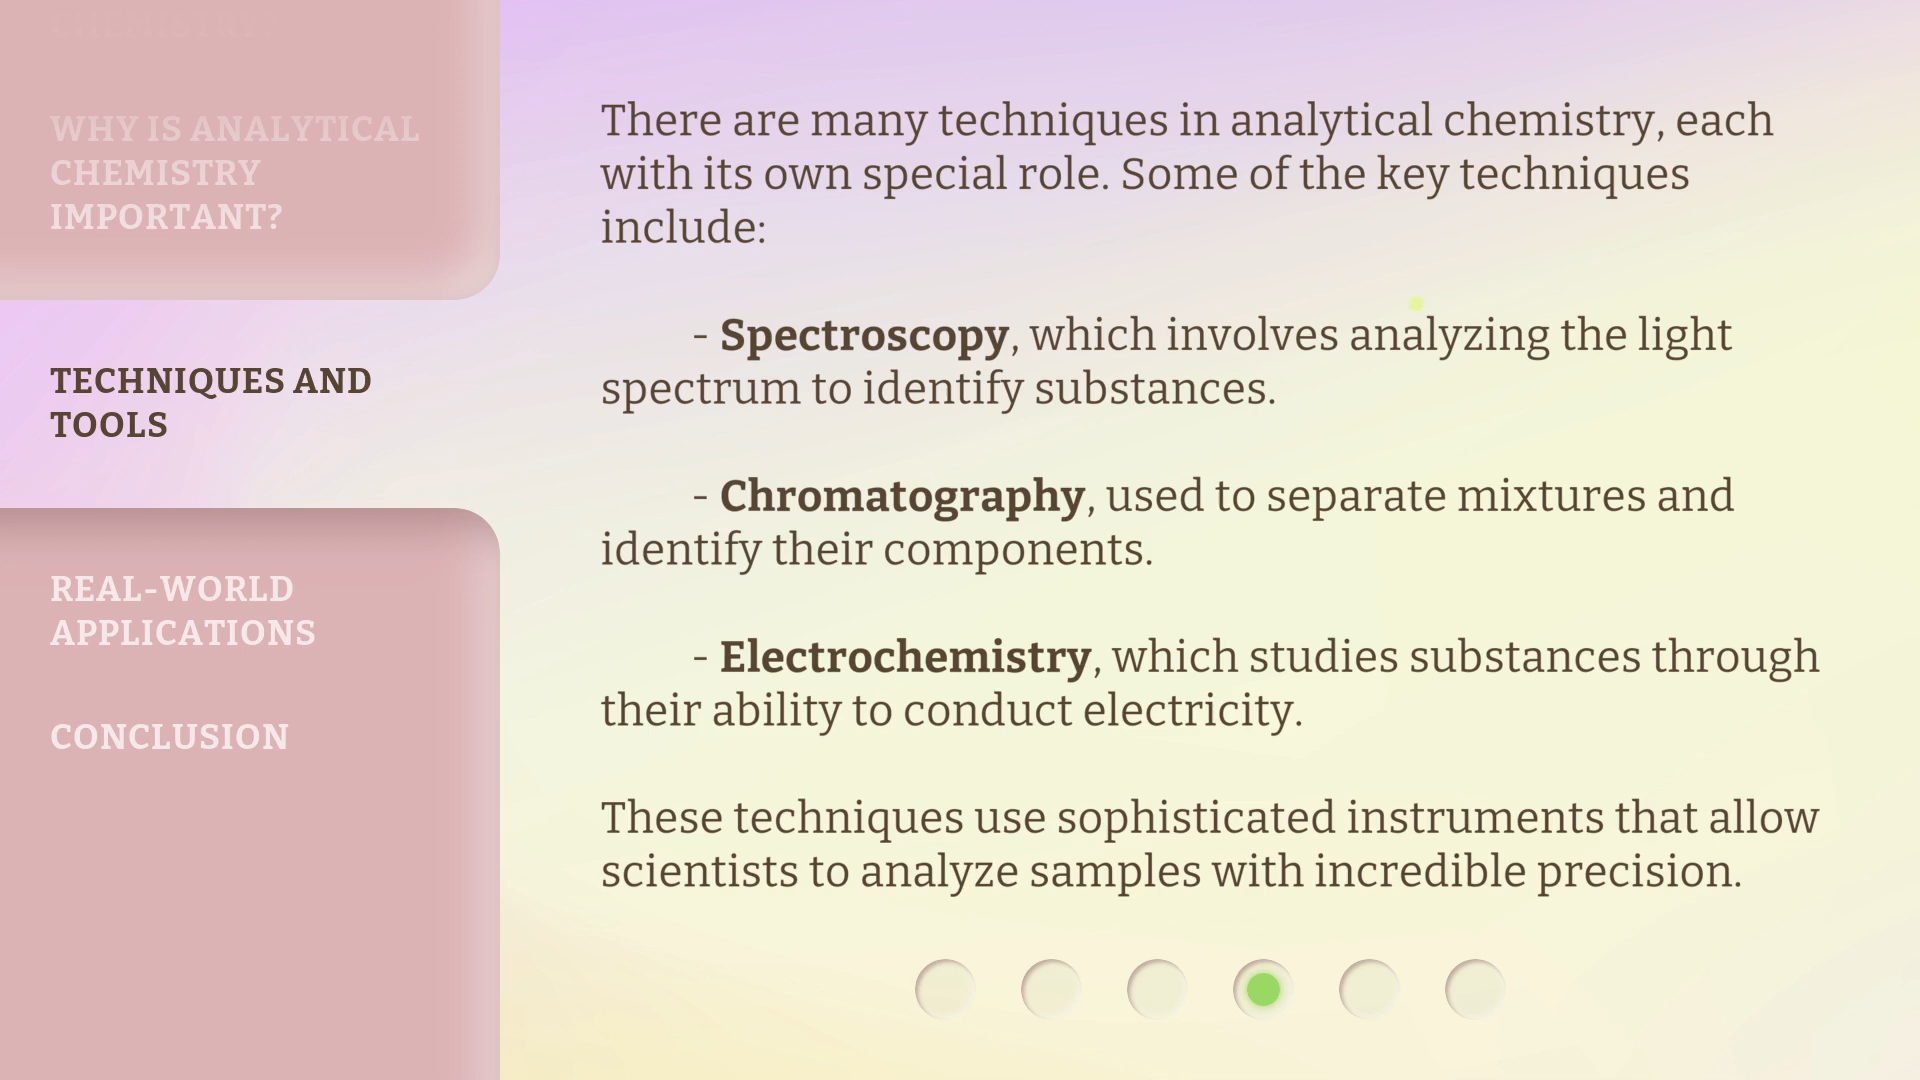 CHEMISTRY?
WHY IS ANALYTICAL
CHEMISTRY
IMPORTANT?
TECHNIQUES AND
TOOLS
REAL-WORLD
APPLICATIONS
CONCLUSION
There are many techniques in analytical chemistry, each
with its own special role. Some of the key techniques
include:
- Spectroscopy, which involves analyzing the light
spectrum to identify substances.
- Chromatography, used to separate mixtures and
identify their components.
- Electrochemistry, which studies substances through
their ability to conduct electricity.
These techniques use sophisticated instruments that allow
scientists to analyze samples with incredible precision.